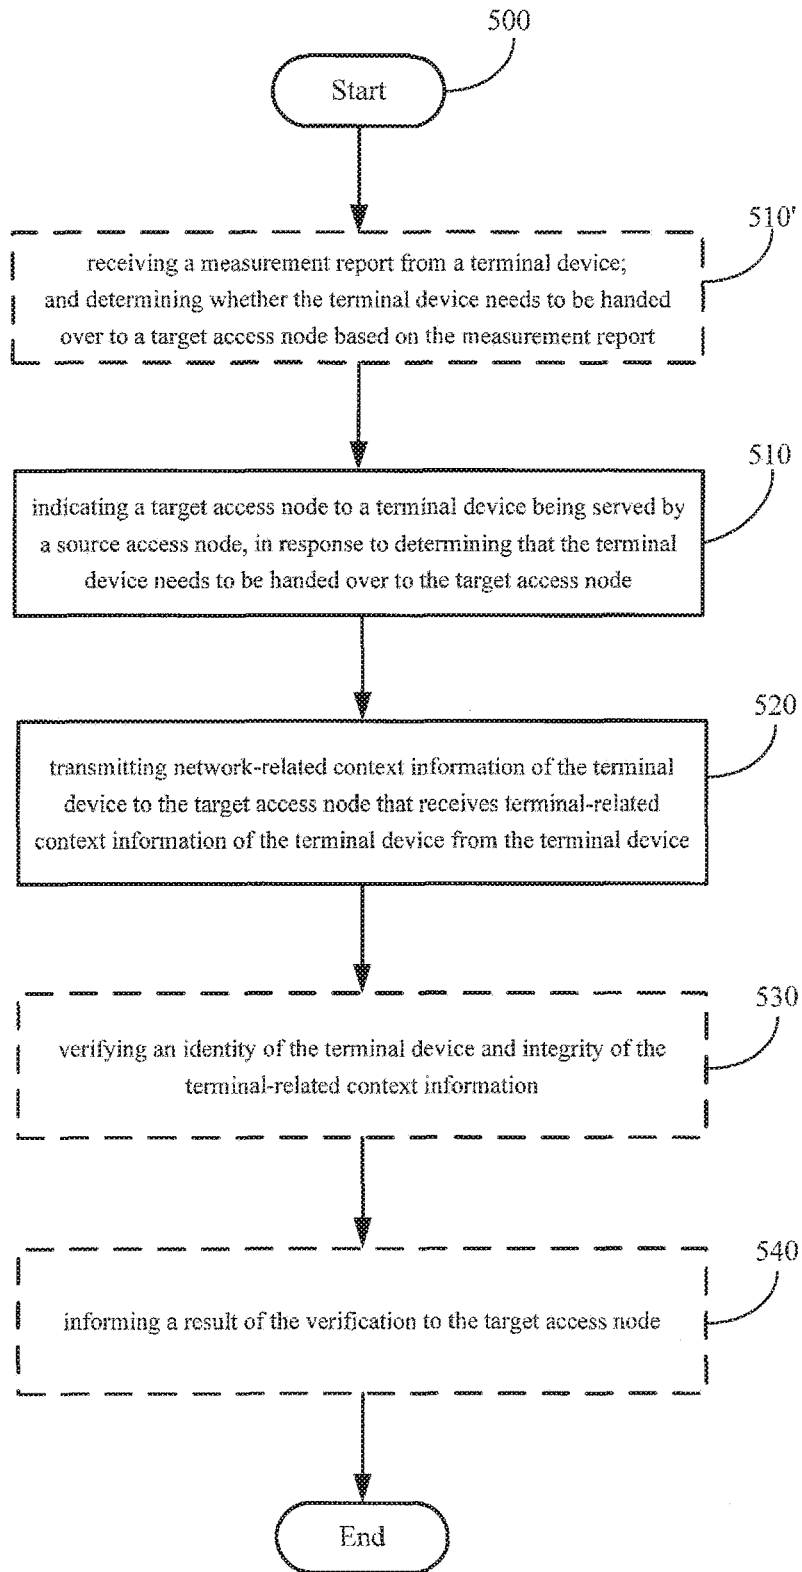 500
Start
510'
receiving a measurement report from a terminal device;
and determining whether the terminal device needs to be handed
over to a target access node based on the measurement report
510
indicating a target access node to a terminal device being served by
a source access node, in response to determining that the terminal
device needs to be handed over to the target access node
520
transmitting network-related context information of the terminal
device to the target access node that receives terminal-related
context information of the terminal device from the terminal device
530
verifying an identity of the terminal device and integrity of the
terminal-related context information
540
informing a result of the verification to the target access node
End